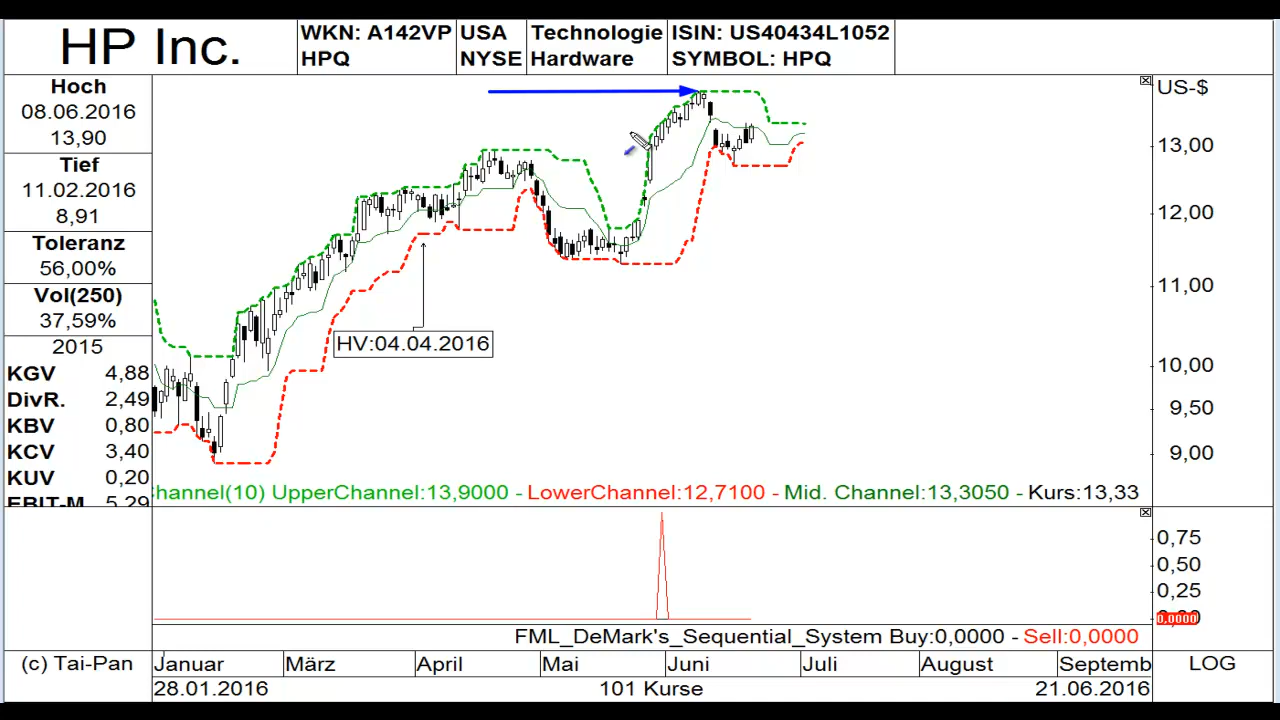 HP Inc.
WKN: A142VP
HPQ
USA
NYSE
Technologie
Hardware
ISIN: US40434L1052
SYMBOL: HPQ
Hoch
08.06.2016
13,90
Tief
11.02.2016
8,91
Toleranz
56,00%
Vol(250)
37,59%
2015
KGV 4,88
DivR. 2,49
KBV 0,80
KCV 3,40
KUV 0,20
EBIT-M 5,29
US-$
13,00
12,00
11,00
10,00
9,50
9,00
HV:04.04.2016
hannel(10) UpperChannel:13,9000 - LowerChannel:12,7100 - Mid. Channel:13,3050 - Kurs:13,33
0,75
0,50
0,25
0,0000
FML_DeMark's_Sequential_System Buy:0,0000 - Sell:0,0000
(c) Tai-Pan
Januar März April Mai Juni Juli August Septemb
LOG
28.01.2016 101 Kurse 21.06.2016